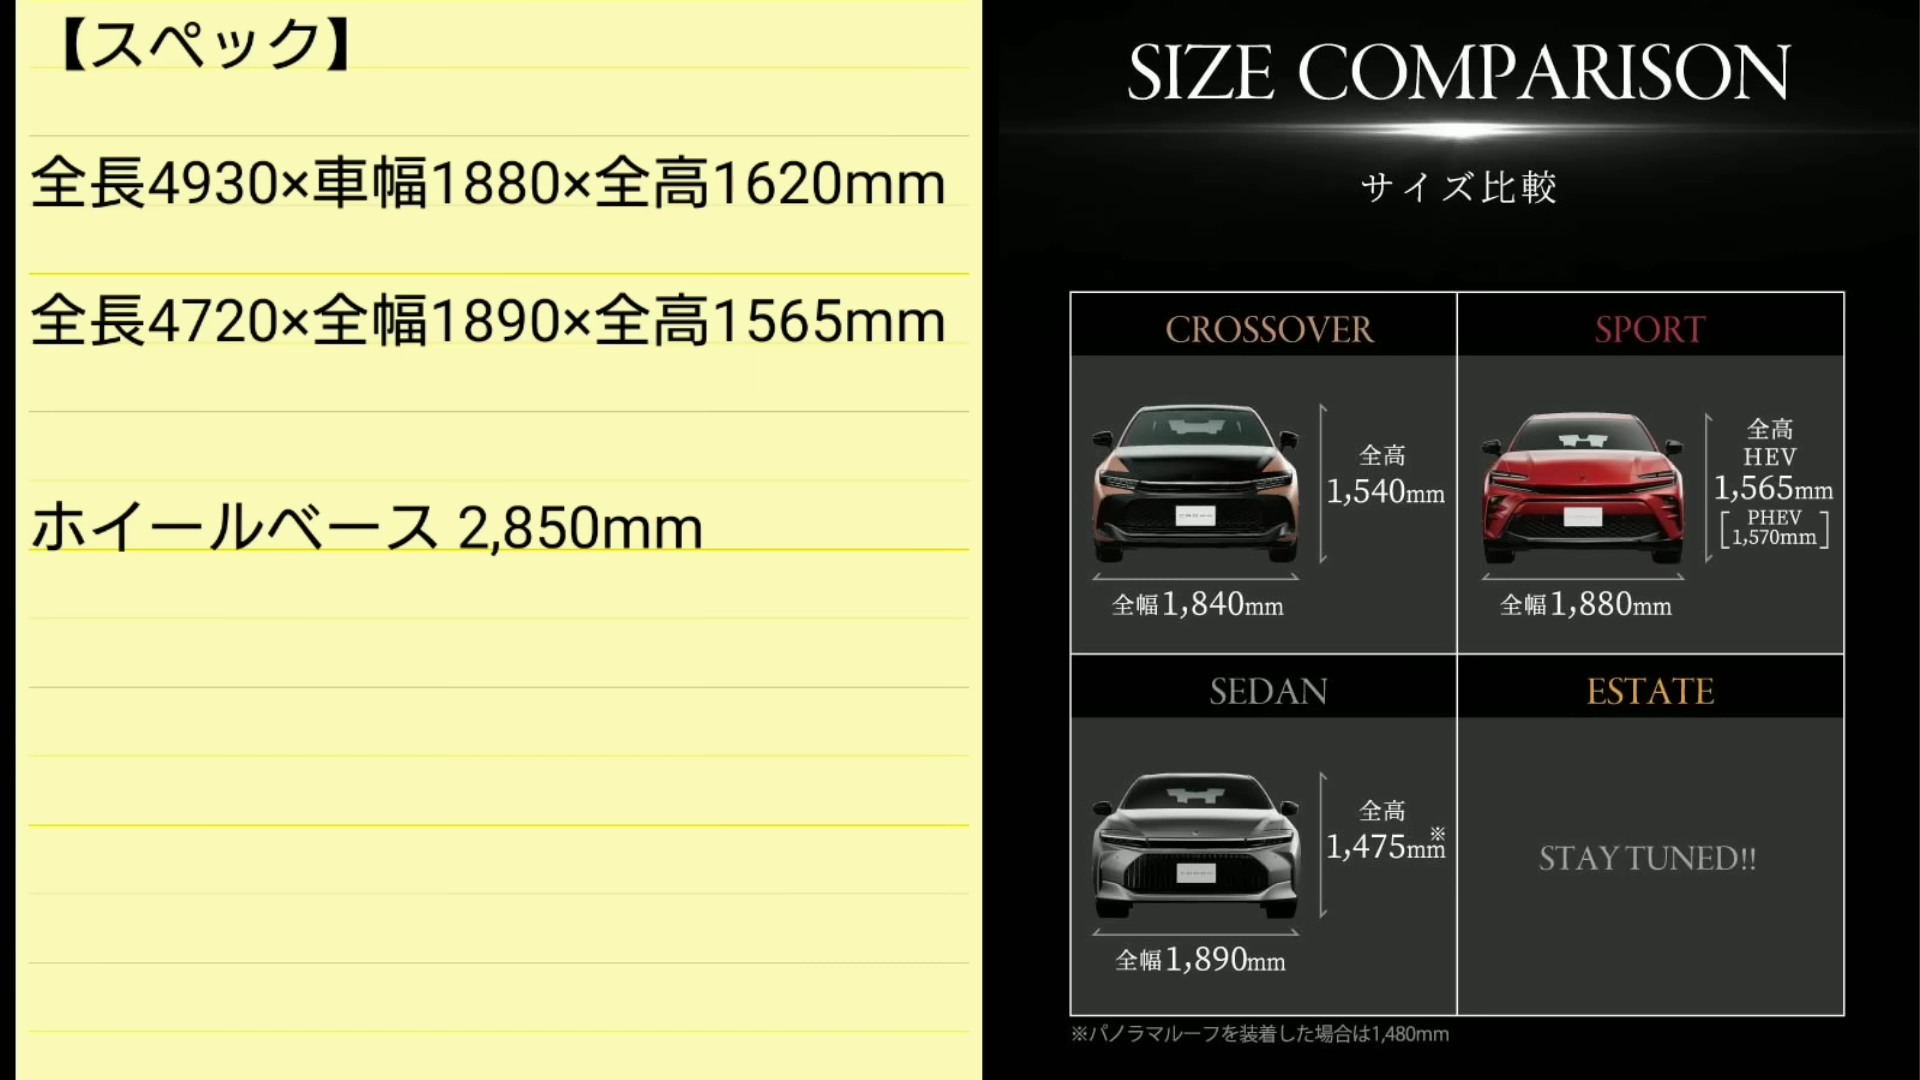 【スペック】
全長4930×車幅1880×全高1620mm
全長4720×全幅1890×全高1565mm
ホイールベース 2,850mm
SIZE COMPARISON
サイズ比較
CROSSOVER
全高
1,540mm
全幅1,840mm
SPORT
全高
HEV
1,565mm
[PHEV
1,570mm]
全幅1,880mm
SEDAN
全高
1,475mm※
全幅1,890mm
ESTATE
STAY TUNED!!
※パノラマルーフを装着した場合は1,480mm